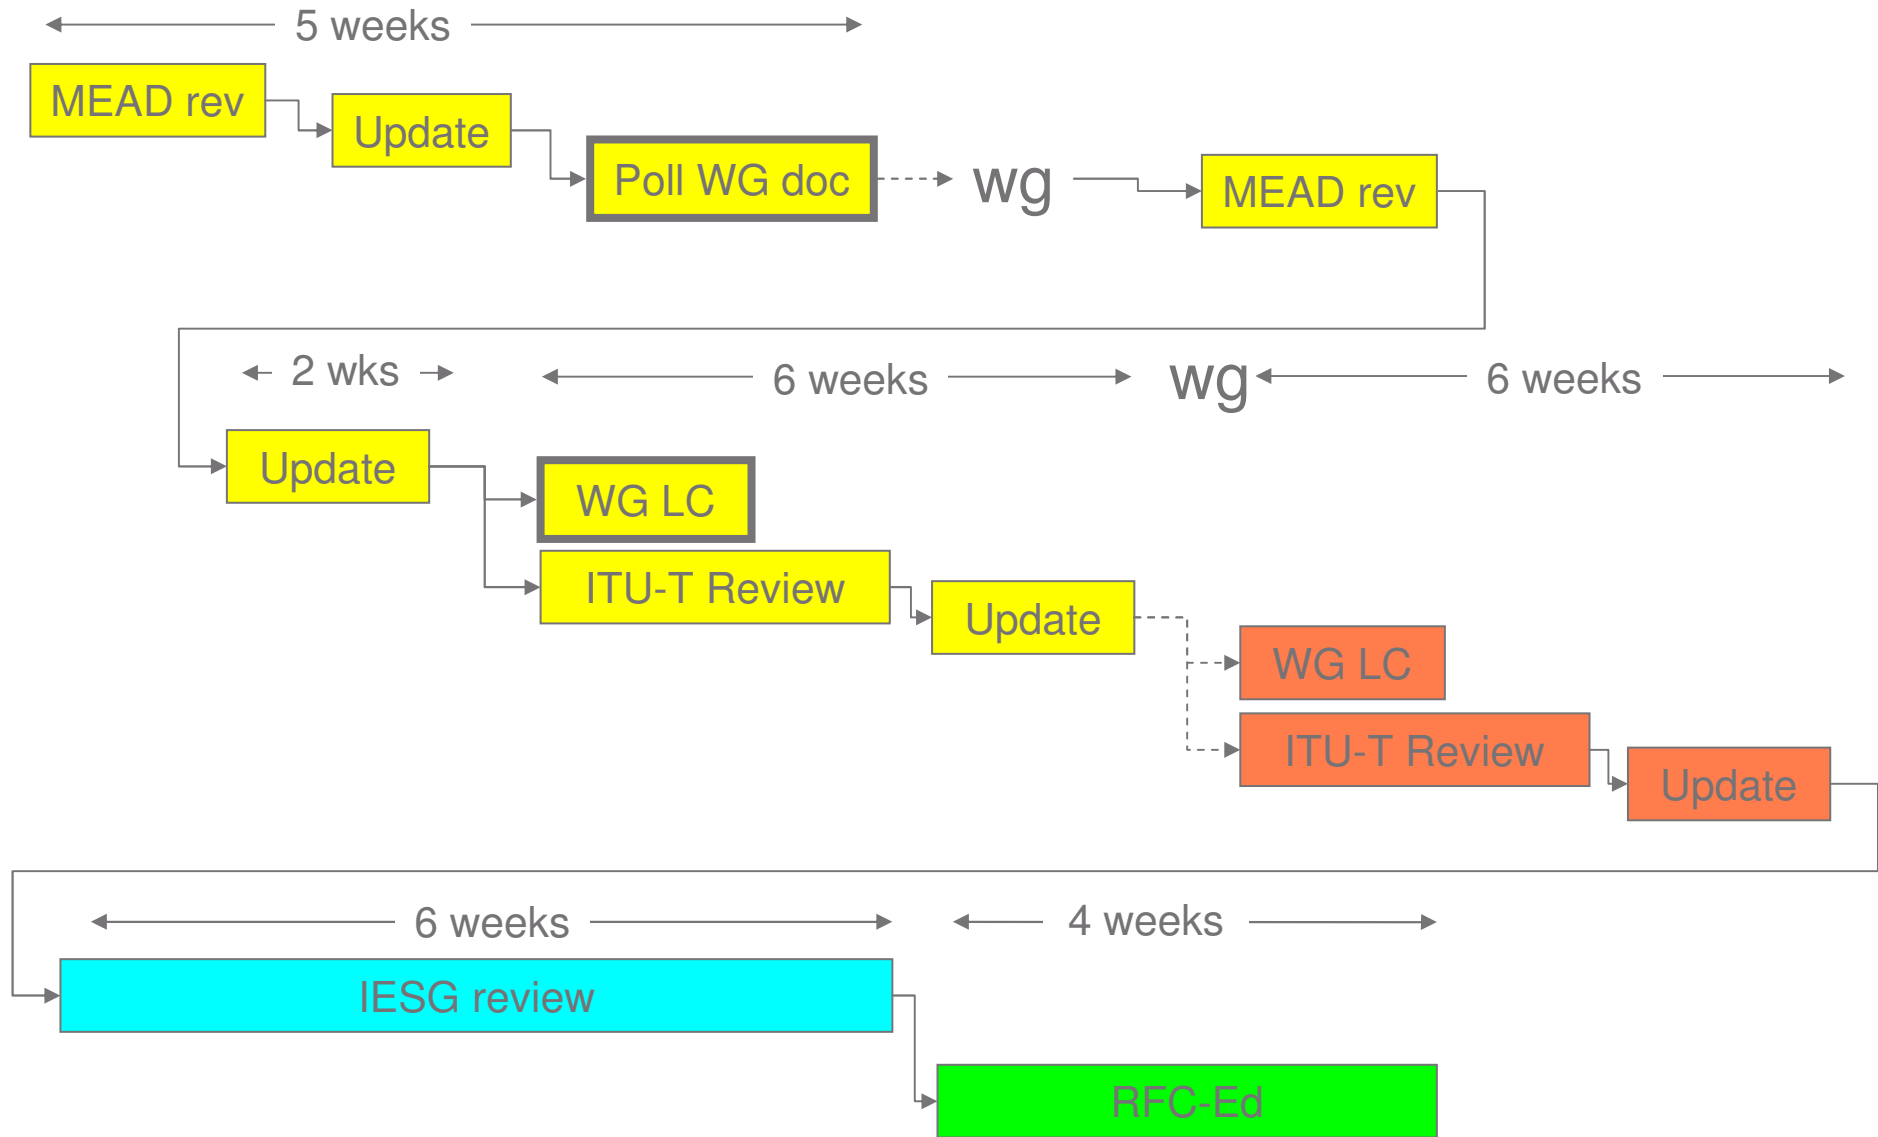 5 weeks
MEAD rev
Update
Poll WG doc
wg
MEAD rev
2 wks
6 weeks
wg
6 weeks
Update
WG LC
ITU-T Review
Update
WG LC
ITU-T Review
Update
6 weeks
4 weeks
IESG review
RFC-Ed